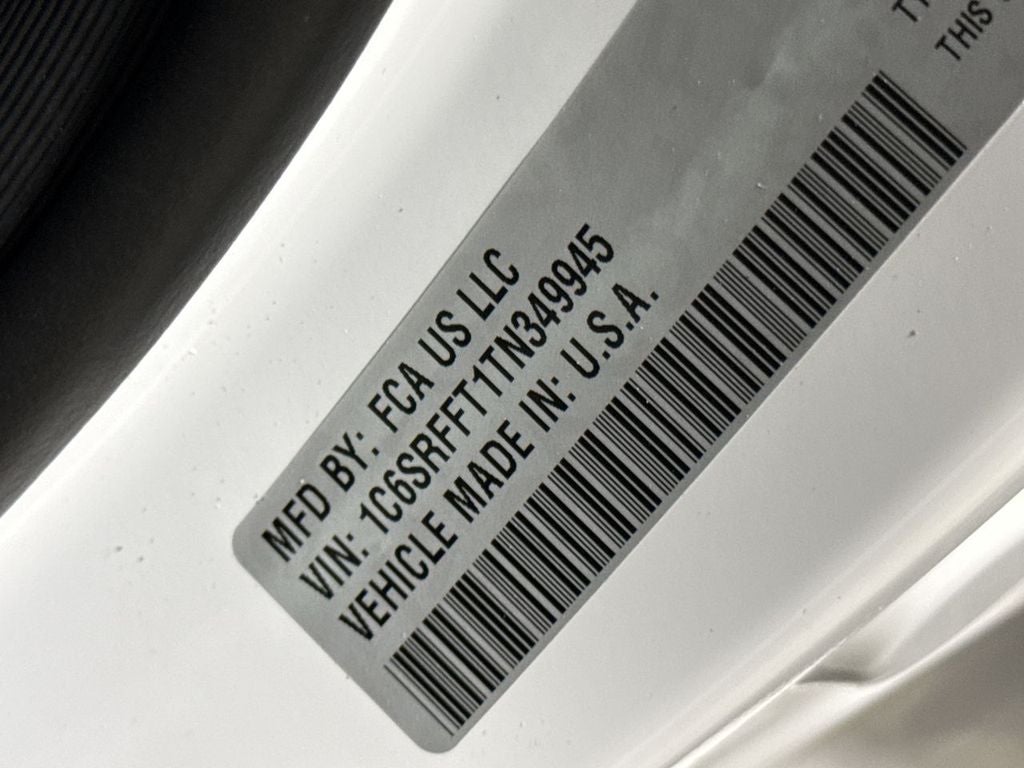 MFD BY: FCA US LLC
VIN: 1C6SRFFT1TN349945
VEHICLE MADE IN: U.S.A.
THIS